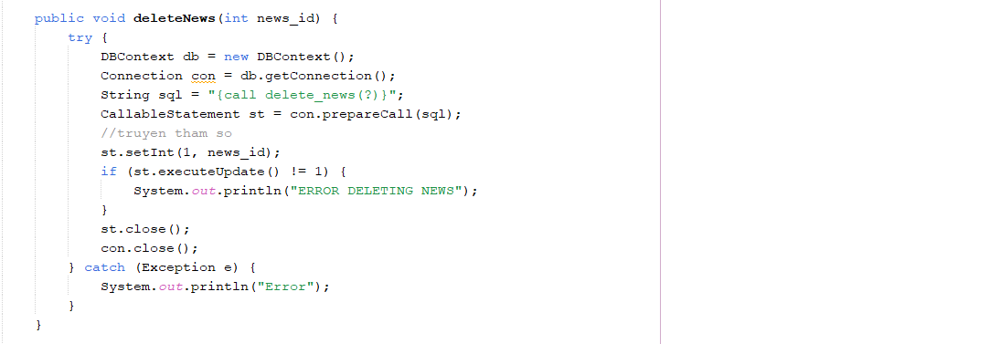 public void deleteNews(int news_id) {
try {
DBContext db = new DBContext();
Connection con = db.getConnection();
String sql = "{call delete_news(?)}";
CallableStatement st = con.prepareCall(sql);
//truyen tham so
st.setInt(1, news_id);
if (st.executeUpdate() != 1) {
System.out.println("ERROR DELETING NEWS");
}
st.close();
con.close();
} catch (Exception e) {
System.out.println("Error");
}
}